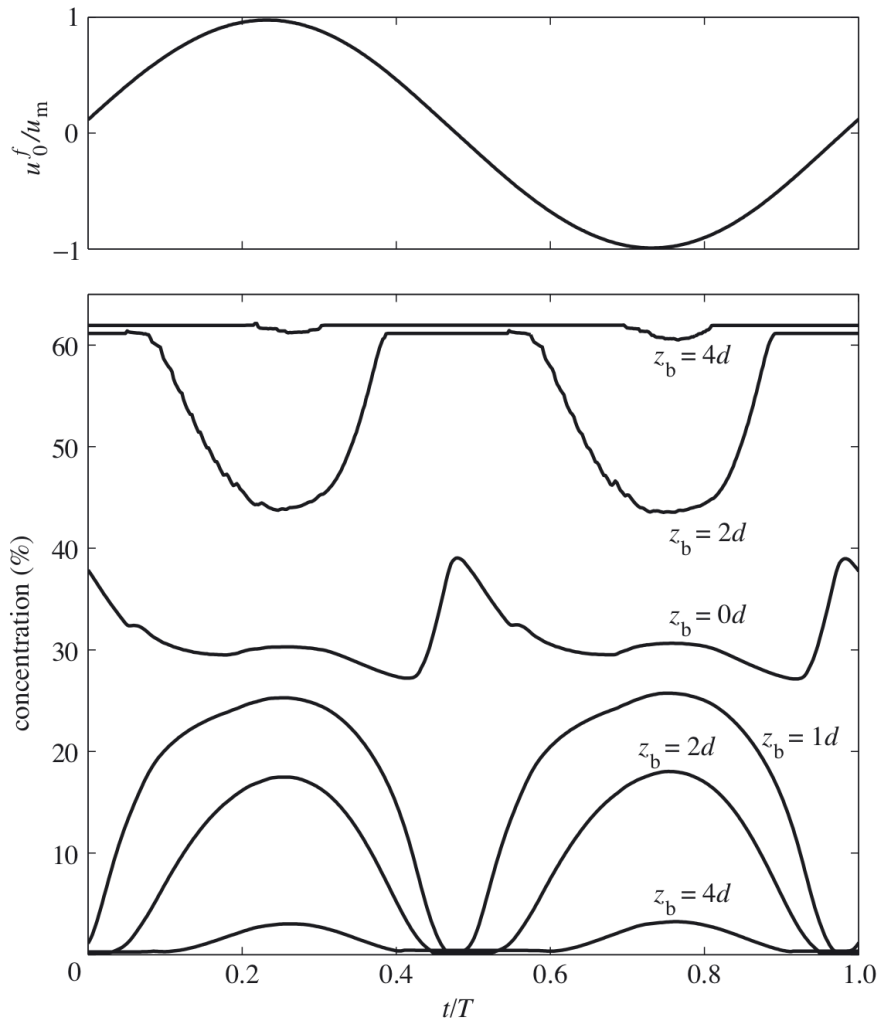 1
0
−1
u_0^f/u_m
60
50
40
30
20
10
0
concentration (%)
z_b = 4d
z_b = 2d
z_b = 0d
z_b = 1d
z_b = 2d
z_b = 4d
0.2 0.4 0.6 0.8 1.0
t/T